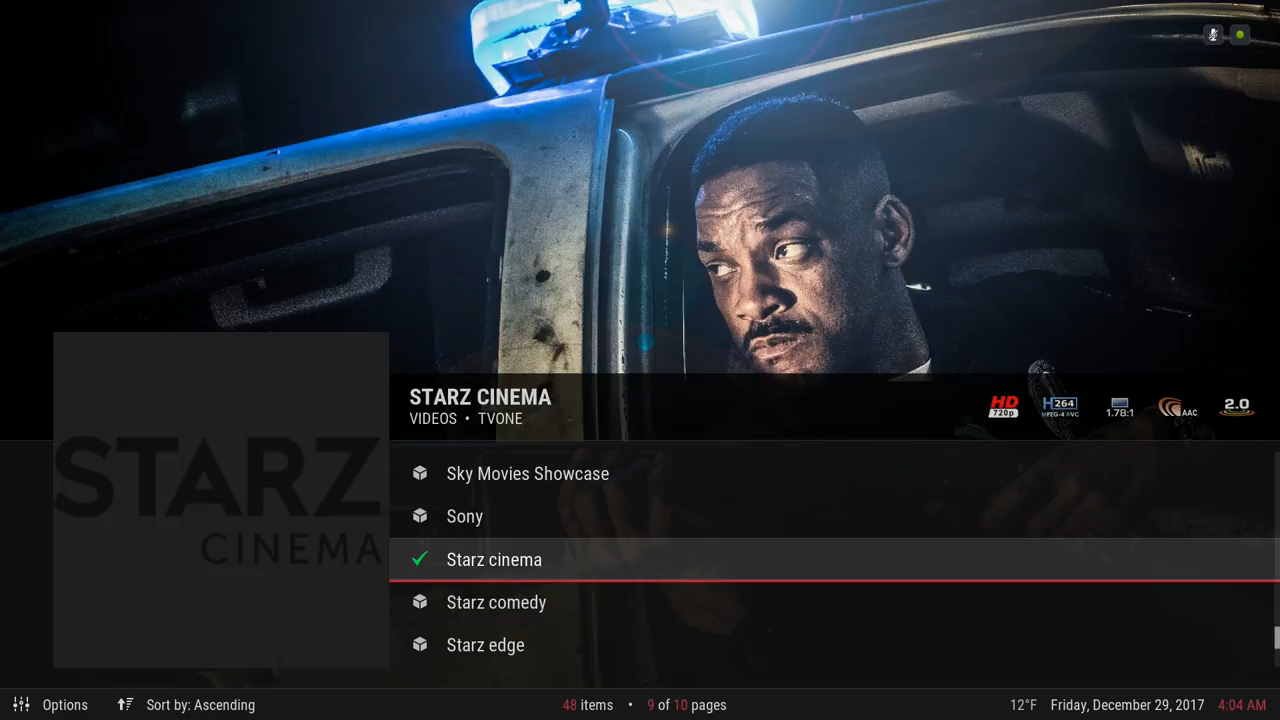 STARZ CINEMA
VIDEOS • TVONE
HD 720p
H264 MPEG-4 AVC
1.78:1
AAC
2.0
STARZ
CINEMA
Sky Movies Showcase
Sony
Starz cinema
Starz comedy
Starz edge
Options
Sort by: Ascending
48 items • 9 of 10 pages
12°F Friday, December 29, 2017 4:04 AM